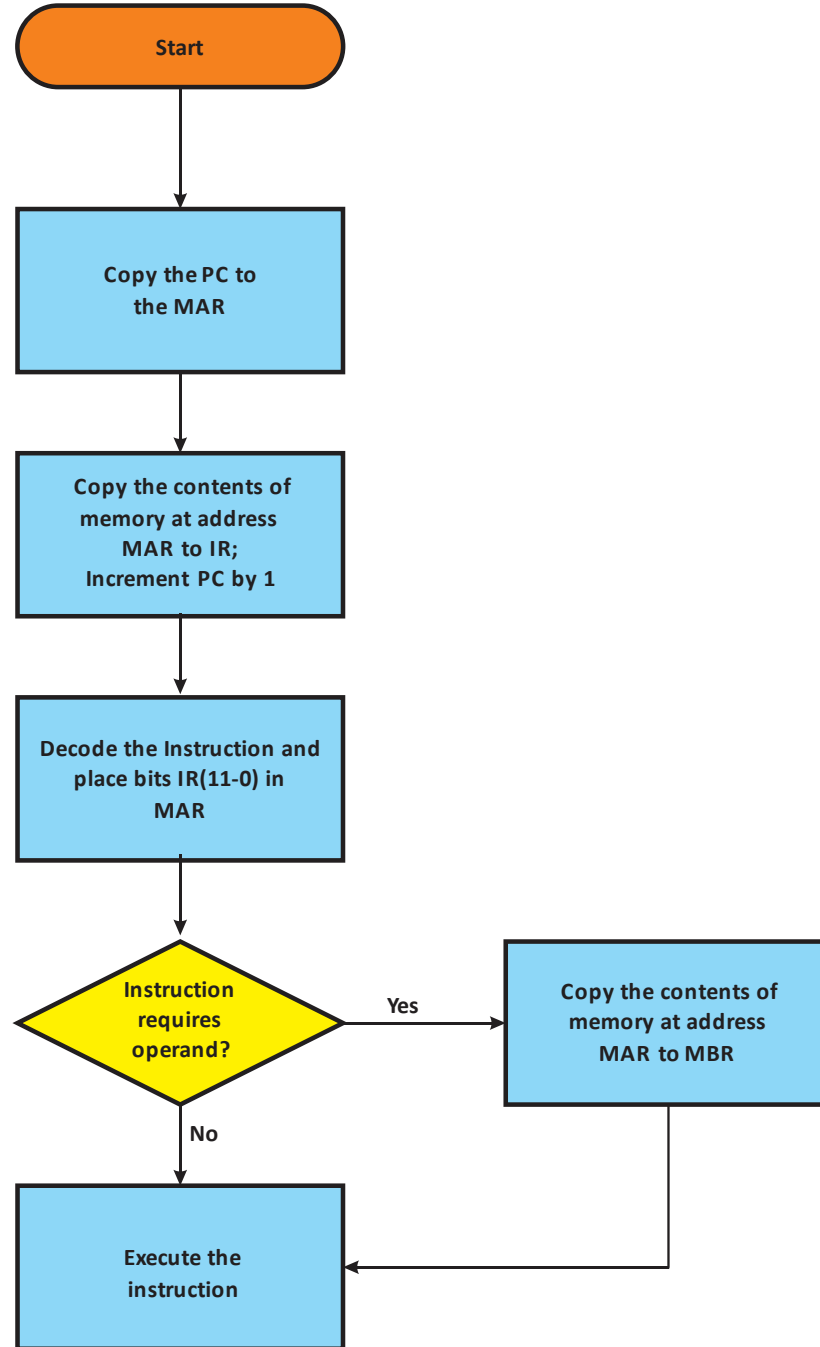 Start
Copy the PC to
the MAR
Copy the contents of
memory at address
MAR to IR;
Increment PC by 1
Decode the Instruction and
place bits IR(11-0) in
MAR
Instruction
requires
operand?
Yes
Copy the contents of
memory at address
MAR to MBR
No
Execute the
instruction